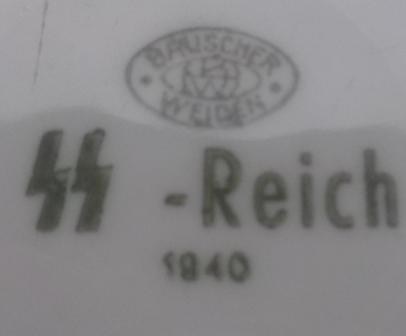 BAUSCHER
WEIDEN
SS-Reich
1940